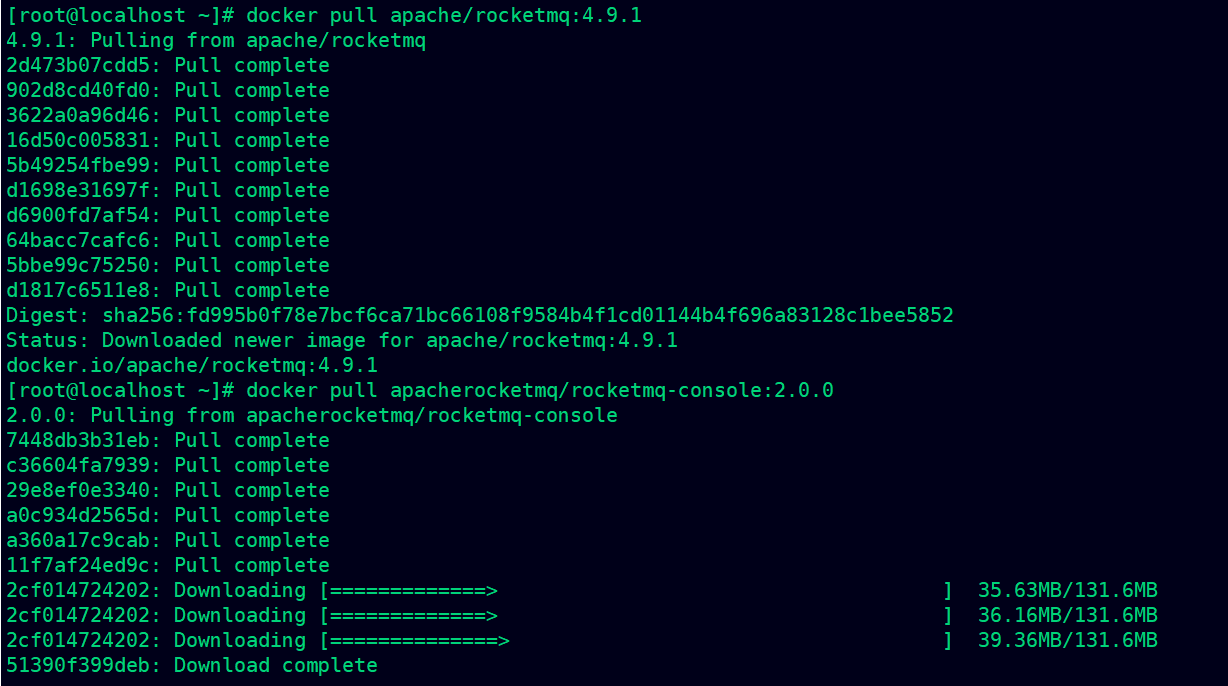 [root@localhost ~]# docker pull apache/rocketmq:4.9.1
4.9.1: Pulling from apache/rocketmq
2d473b07cdd5: Pull complete
902d8cd40fd0: Pull complete
3622a0a96d46: Pull complete
16d50c005831: Pull complete
5b49254fbe99: Pull complete
d1698e31697f: Pull complete
d6900fd7af54: Pull complete
64bacc7cafc6: Pull complete
5bbe99c75250: Pull complete
d1817c6511e8: Pull complete
Digest: sha256:fd995b0f78e7bcf6ca71bc66108f9584b4f1cd01144b4f696a83128c1bee5852
Status: Downloaded newer image for apache/rocketmq:4.9.1
docker.io/apache/rocketmq:4.9.1
[root@localhost ~]# docker pull apacherocketmq/rocketmq-console:2.0.0
2.0.0: Pulling from apacherocketmq/rocketmq-console
7448db3b31eb: Pull complete
c36604fa7939: Pull complete
29e8ef0e3340: Pull complete
a0c934d2565d: Pull complete
a360a17c9cab: Pull complete
11f7af24ed9c: Pull complete
2cf014724202: Downloading [=============>                                     ]  35.63MB/131.6MB
2cf014724202: Downloading [=============>                                     ]  36.16MB/131.6MB
2cf014724202: Downloading [==============>                                    ]  39.36MB/131.6MB
51390f399deb: Download complete